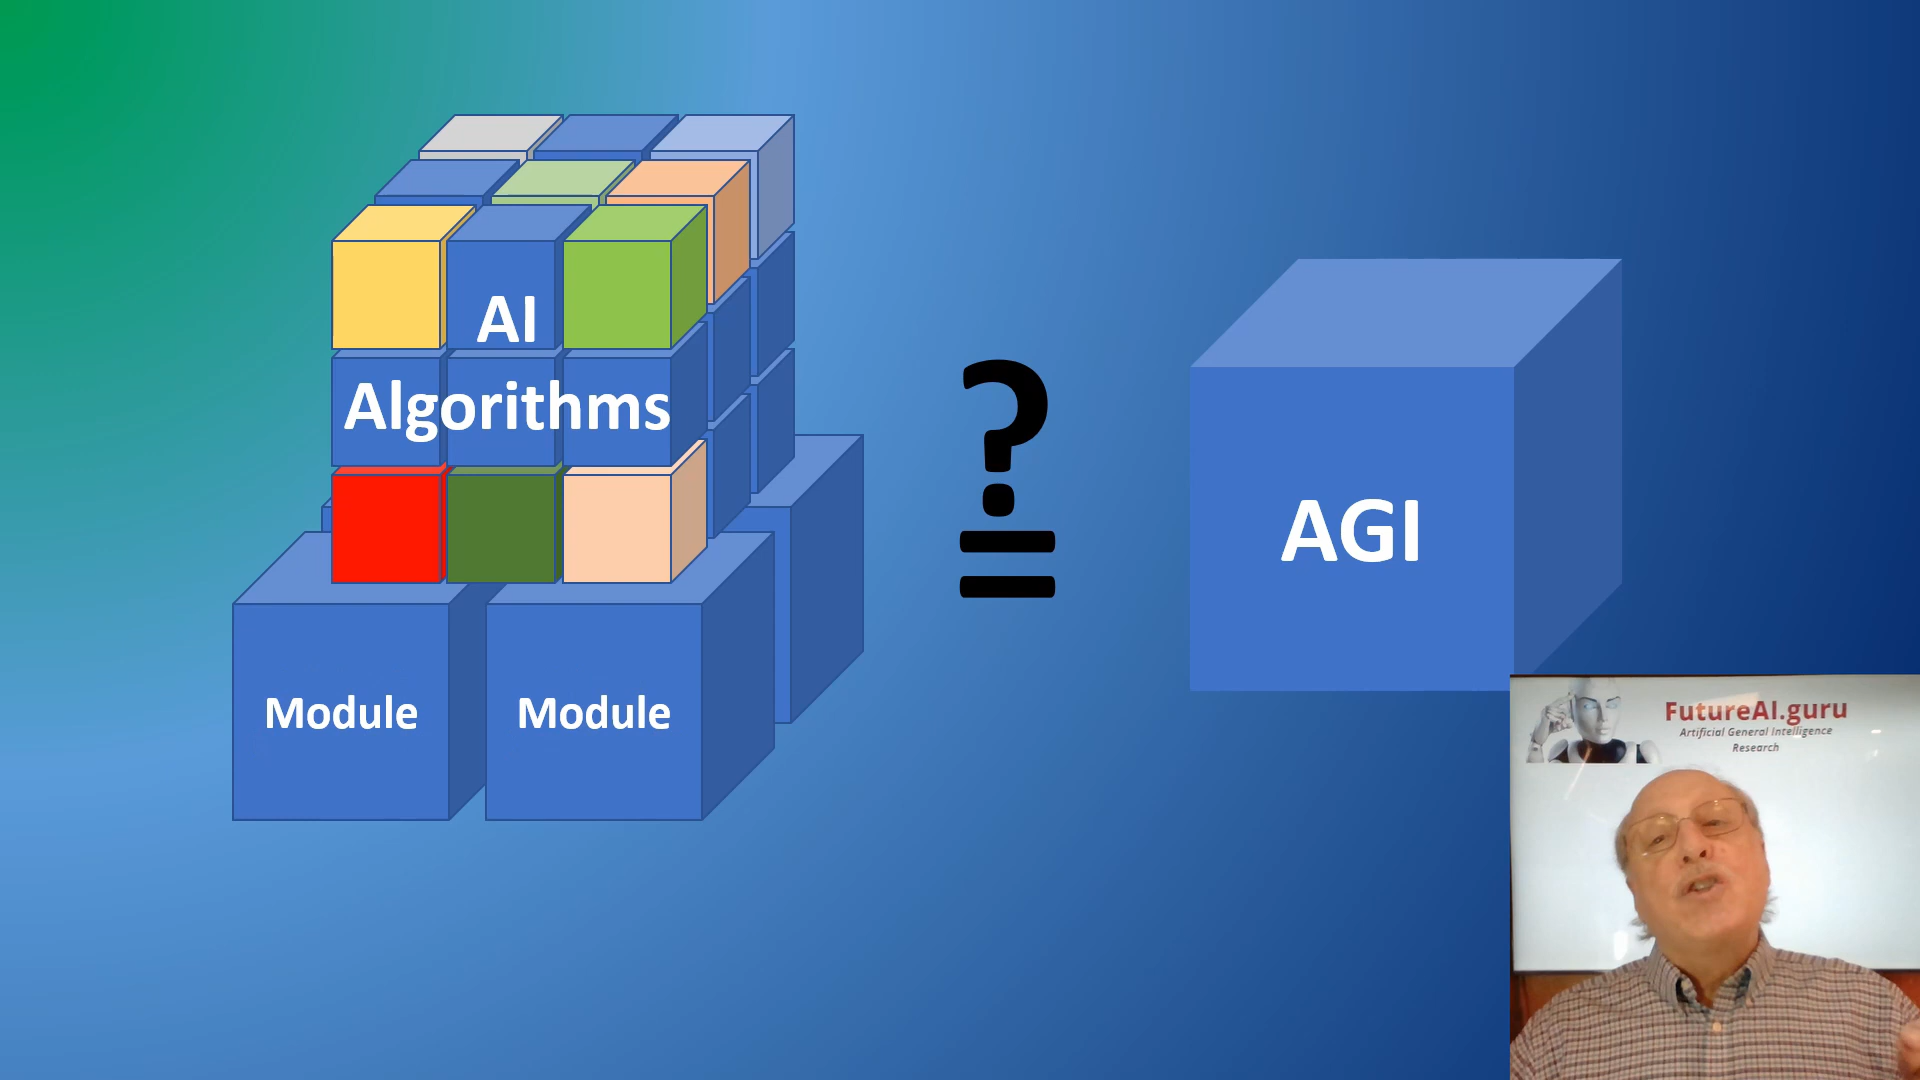 AI
Algorithms
Module
Module
?
=
AGI
FutureAI.guru
Artificial General Intelligence
Research